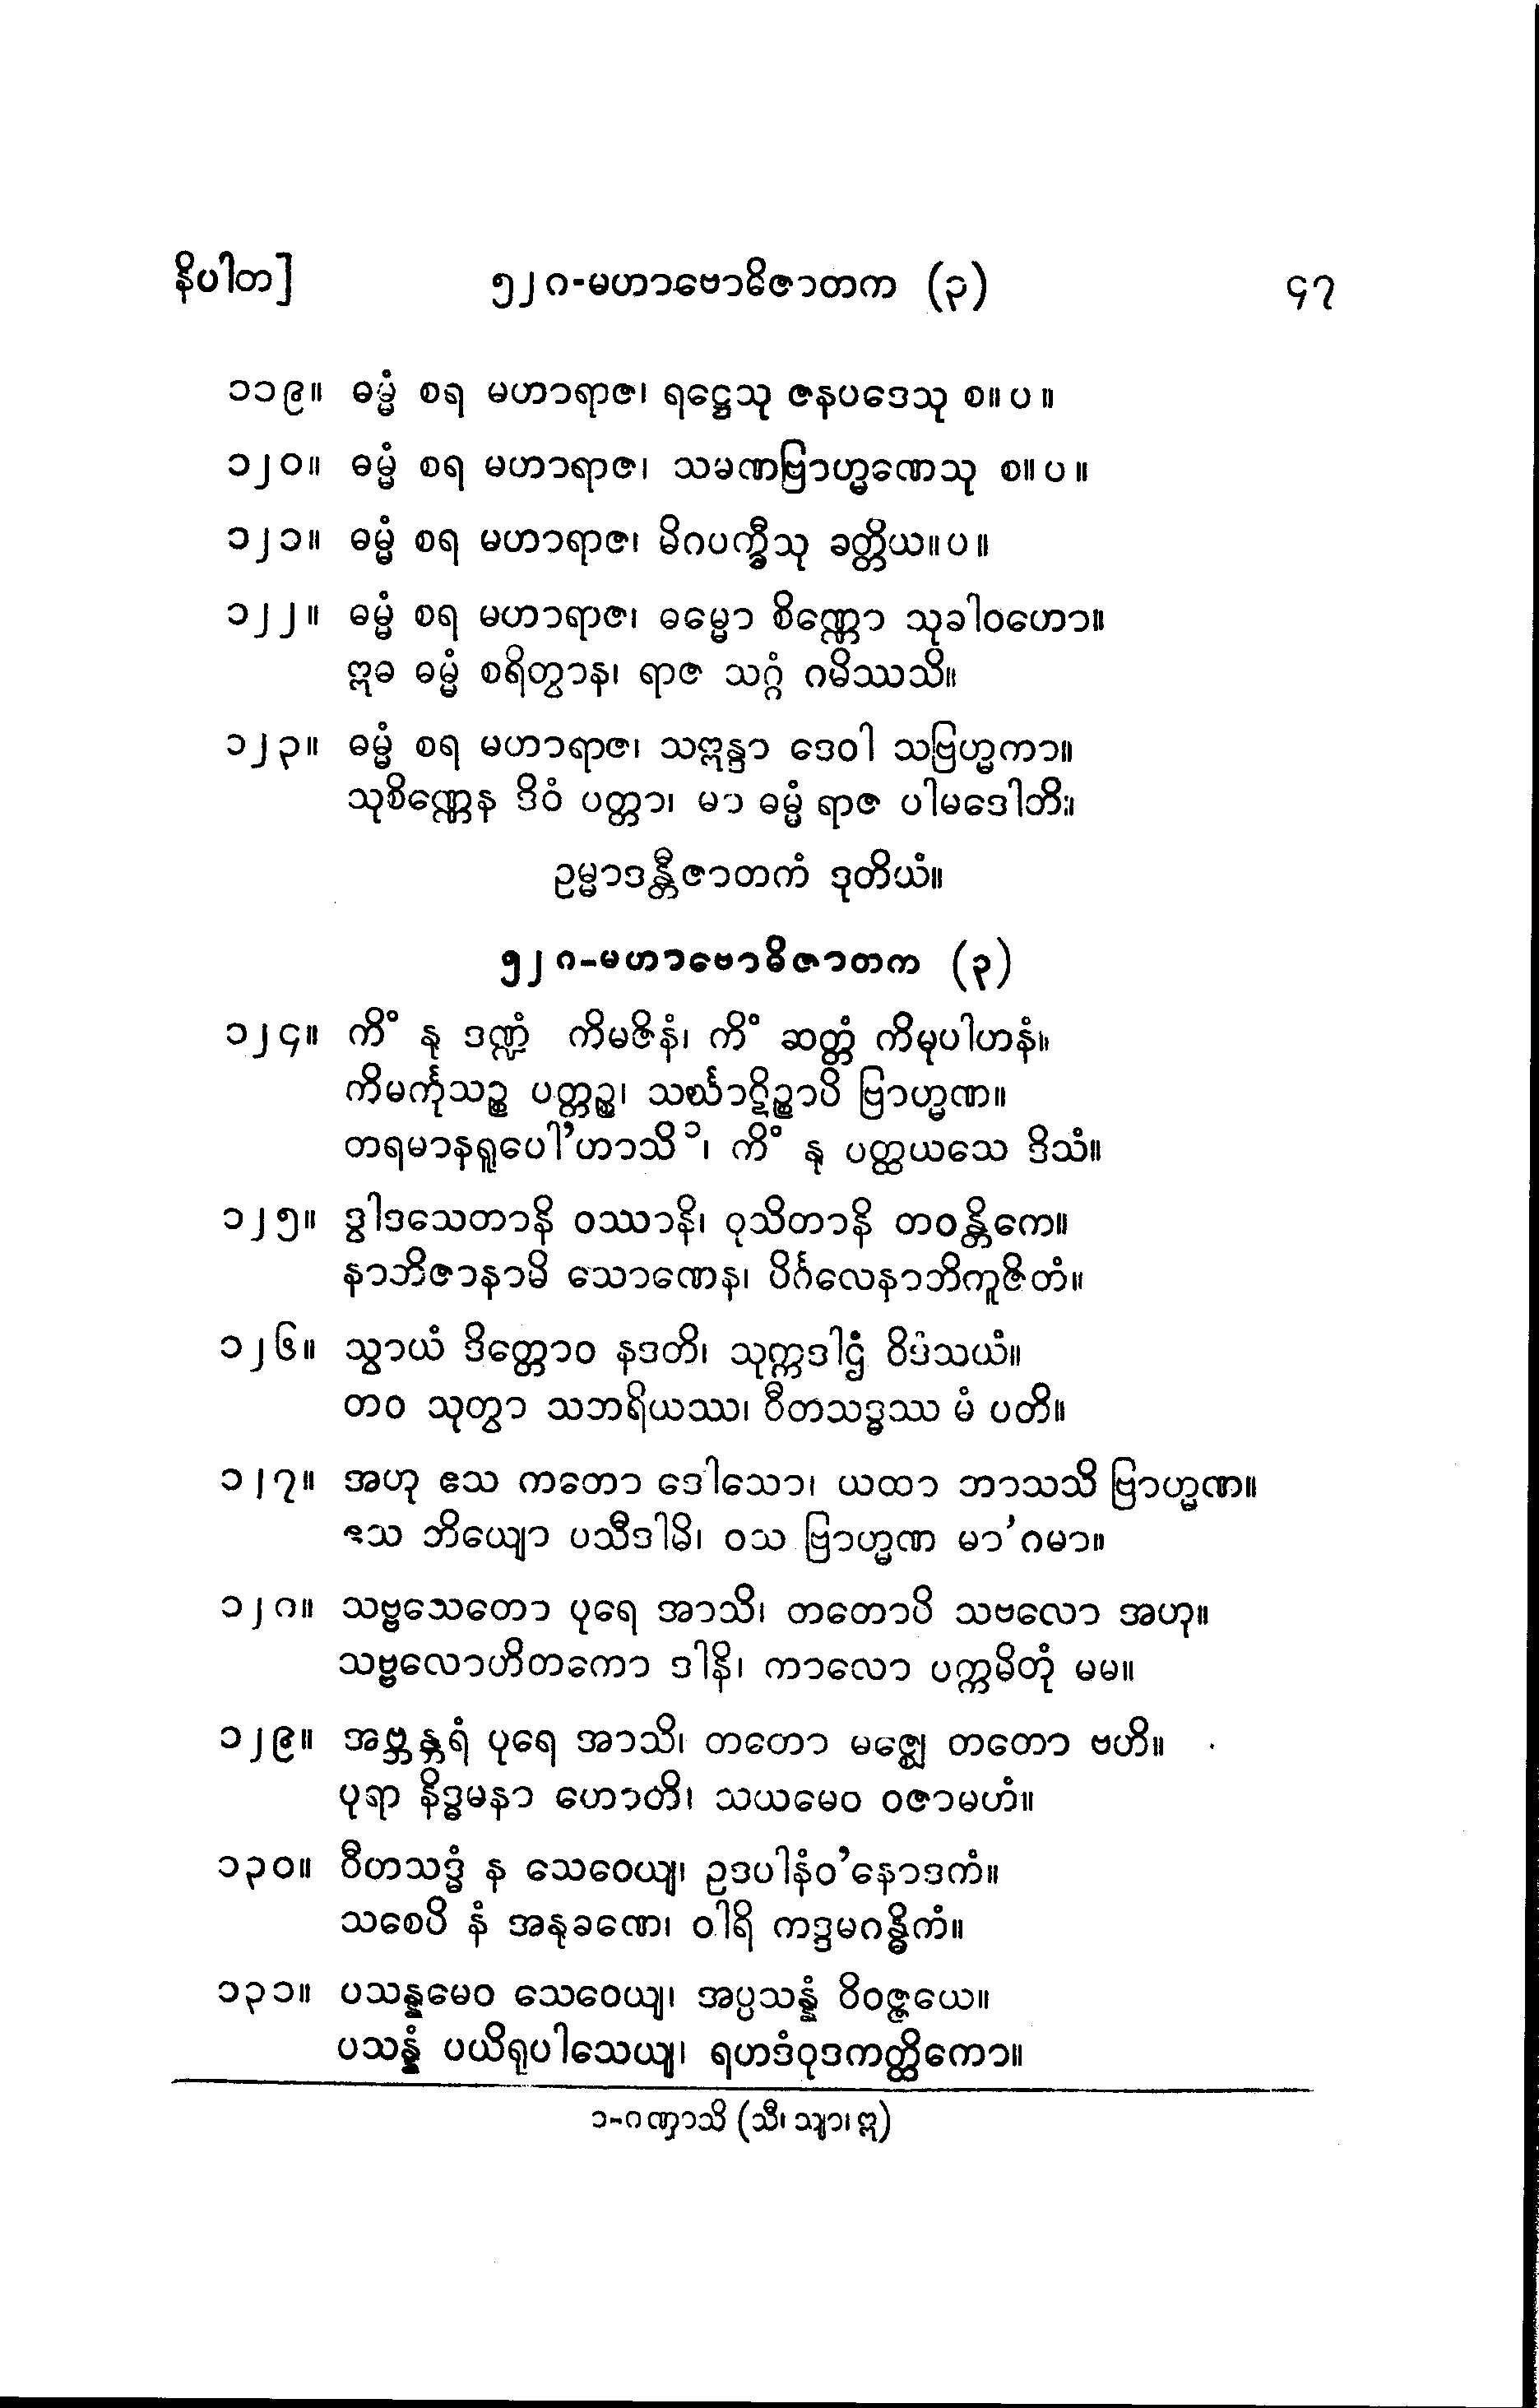 နိပါတ] ၅၂၈-မဟာဗောဓိဇာတက (၃) ၄၇
၁၁၉။ ဓမ္မံ စရ မဟာရာဇ၊ ရဋ္ဌေသု ဇနပဒေသု စ။ပ။
၁၂၀။ ဓမ္မံ စရ မဟာရာဇ၊ သမဏဗြာဟ္မဏေသု စ။ပ။
၁၂၁။ ဓမ္မံ စရ မဟာရာဇ၊ မိဂပက္ခီသု ခတ္တိယ။ပ။
၁၂၂။ ဓမ္မံ စရ မဟာရာဇ၊ ဓမ္မော စိဏ္ဏော သုခါဝဟော။
ဣဓ ဓမ္မံ စရိတွာန၊ ရာဇ သဂ္ဂံ ဂမိဿသိ။
၁၂၃။ ဓမ္မံ စရ မဟာရာဇ၊ သဣန္ဒာ ဒေဝါ သဗြဟ္မကာ။
သုစိဏ္ဏေန ဒိဝံ ပတ္တာ၊ မာ ဓမ္မံ ရာဇ ပါမဒေါဘိ။
ဥမ္မာဒန္တီဇာတကံ ဒုတိယံ။
၅၂၈-မဟာဗောဓိဇာတက (၃)
၁၂၄။ ကိံ နု ဒဏ္ဍံ ကိမဇိနံ၊ ကိံ ဆတ္တံ ကိမုပါဟနံ။
ကိမင်္ကုသဉ္စ ပတ္တဉ္စ၊ သင်္ဃာဋိဉ္စာပိ ဗြာဟ္မဏ။
တရမာနရူပေါ'ဟာသိ၁၊ ကိံ နု ပတ္ထယသေ ဒိသံ။
၁၂၅။ ဒွါဒသေတာနိ ဝဿာနိ၊ ဝုသိတာနိ တဝန္တိကေ။
နာဘိဇာနာမိ သောဏေန၊ ပိင်္ဂလေနာဘိကူဇိတံ။
၁၂၆။ သွာယံ ဒိတ္တောဝ နဒတိ၊ သုက္ကဒါဌံ ဝိဒံသယံ။
တဝ သုတွာ သဘရိယဿ၊ ဝီတသဒ္ဓဿ မံ ပတိ။
၁၂၇။ အဟု ဧသ ကတော ဒေါသော၊ ယထာ ဘာသသိ ဗြာဟ္မဏ။
ဧသ ဘိယျော ပသီဒါမိ၊ ဝသ ဗြာဟ္မဏ မာ'ဂမာ။
၁၂၈။ သဗ္ဗသေတော ပုရေ အာသိ၊ တတောပိ သဗလော အဟု။
သဗ္ဗလောဟိတကော ဒါနိ၊ ကာလော ပက္ကမိတုံ မမ။
၁၂၉။ အဗ္ဘန္တရံ ပုရေ အာသိ၊ တတော မဇ္ဈေ တတော ဗဟိ။
ပုရာ နိဒ္ဓမနာ ဟောတိ၊ သယမေဝ ဝဇာမဟံ။
၁၃၀။ ဝီတသဒ္ဓံ န သေဝေယျ၊ ဥဒပါနံဝ'နောဒကံ။
သစေပိ နံ အနုခဏေ၊ ဝါရိ ကဒ္ဒမဂန္ဓိကံ။
၁၃၁။ ပသန္နမေဝ သေဝေယျ၊ အပ္ပသန္နံ ဝိဝဇ္ဇယေ။
ပသန္နံ ပယိရုပါသေယျ၊ ရဟဒံဝုဒကတ္ထိကော။
၁-ဂဏှာသိ (သီ၊ သျာ၊ ဣ)